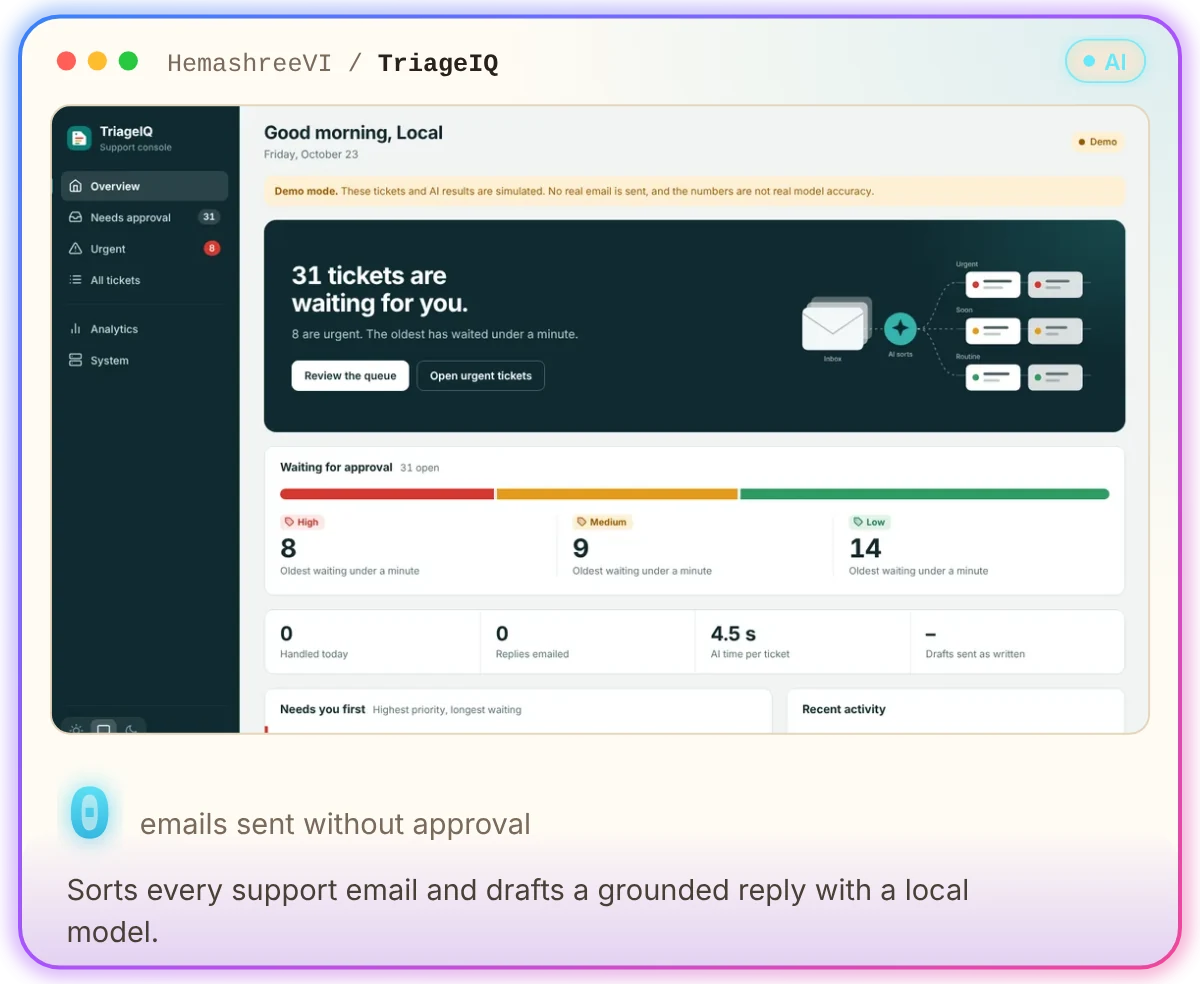 HemashreeVI / TriageIQ
AI
TriageIQ
Support console
Overview
Needs approval 31
Urgent 8
All tickets
Analytics
System
Good morning, Local
Friday, October 23
Demo
Demo mode. These tickets and AI results are simulated. No real email is sent, and the numbers are not real model accuracy.
31 tickets are
waiting for you.
8 are urgent. The oldest has waited under a minute.
Review the queue
Open urgent tickets
Inbox
AI sorts
Urgent
Soon
Routine
Waiting for approval 31 open
High
8
Oldest waiting under a minute
Medium
9
Oldest waiting under a minute
Low
14
Oldest waiting under a minute
0
Handled today
0
Replies emailed
4.5 s
AI time per ticket
–
Drafts sent as written
Needs you first Highest priority, longest waiting
Recent activity
0 emails sent without approval
Sorts every support email and drafts a grounded reply with a local
model.